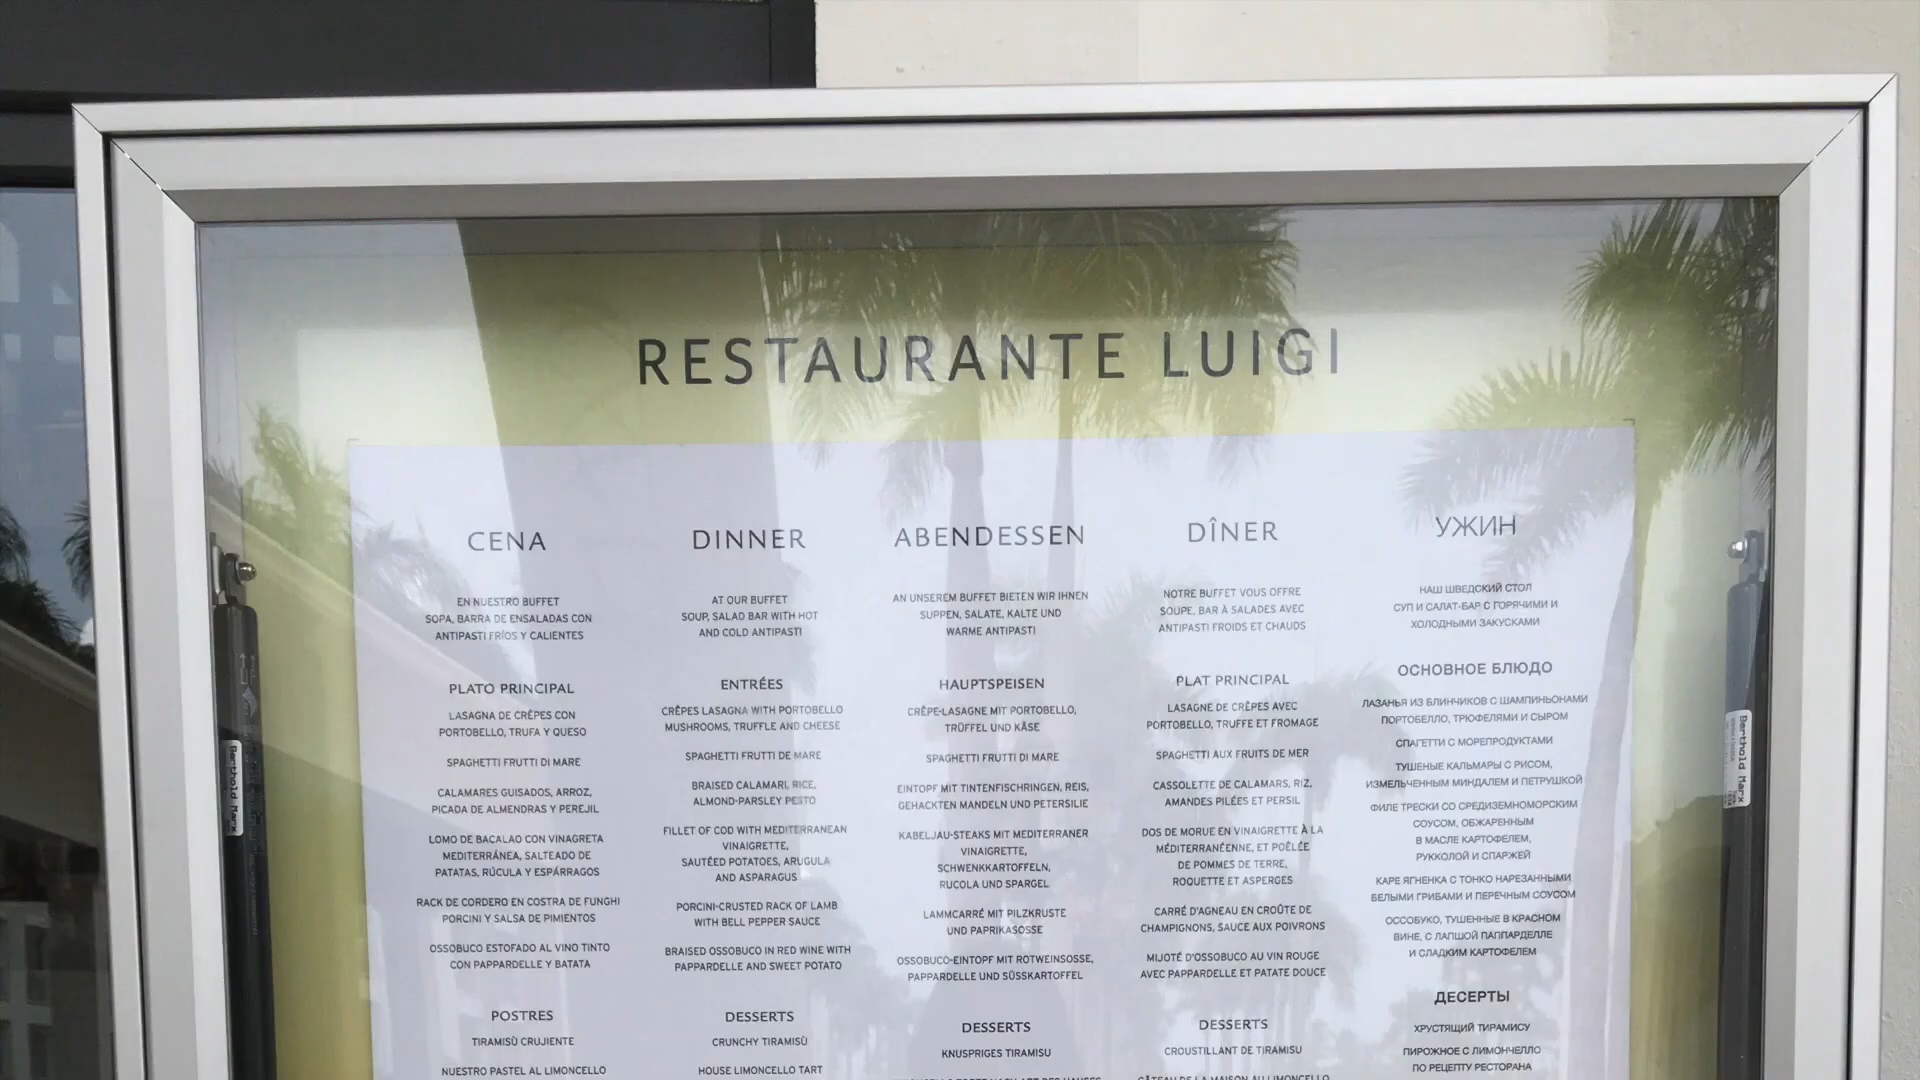 RESTAURANTE LUIGI
CENA
EN NUESTRO BUFFET
SOPA, BARRA DE ENSALADAS CON
ANTIPASTI FRÍOS Y CALIENTES
PLATO PRINCIPAL
LASAGNA DE CRÊPES CON
PORTOBELLO, TRUFA Y QUESO
SPAGHETTI FRUTTI DI MARE
CALAMARES GUISADOS, ARROZ,
PICADA DE ALMENDRAS Y PEREJIL
LOMO DE BACALAO CON VINAGRETA
MEDITERRÁNEA, SALTEADO DE
PATATAS, RÚCULA Y ESPÁRRAGOS
RACK DE CORDERO EN COSTRA DE FUNGHI
PORCINI Y SALSA DE PIMIENTOS
OSSOBUCO ESTOFADO AL VINO TINTO
CON PAPPARDELLE Y BATATA
POSTRES
TIRAMISÙ CRUJIENTE
NUESTRO PASTEL AL LIMONCELLO
DINNER
AT OUR BUFFET
SOUP, SALAD BAR WITH HOT
AND COLD ANTIPASTI
ENTRÉES
CRÊPES LASAGNA WITH PORTOBELLO
MUSHROOMS, TRUFFLE AND CHEESE
SPAGHETTI FRUTTI DE MARE
BRAISED CALAMARI, RICE,
ALMOND-PARSLEY PESTO
FILLET OF COD WITH MEDITERRANEAN
VINAIGRETTE,
SAUTÉED POTATOES, ARUGULA
AND ASPARAGUS
PORCINI-CRUSTED RACK OF LAMB
WITH BELL PEPPER SAUCE
BRAISED OSSOBUCO IN RED WINE WITH
PAPPARDELLE AND SWEET POTATO
DESSERTS
CRUNCHY TIRAMISÙ
HOUSE LIMONCELLO TART
ABENDESSEN
AN UNSEREM BUFFET BIETEN WIR IHNEN
SUPPEN, SALATE, KALTE UND
WARME ANTIPASTI
HAUPTSPEISEN
CRÊPE-LASAGNE MIT PORTOBELLO,
TRÜFFEL UND KÄSE
SPAGHETTI FRUTTI DI MARE
EINTOPF MIT TINTENFISCHRINGEN, REIS,
GEHACKTEN MANDELN UND PETERSILIE
KABELJAU-STEAKS MIT MEDITERRANER
VINAIGRETTE,
SCHWENKKARTOFFELN,
RUCOLA UND SPARGEL
LAMMCARRÉ MIT PILZKRUSTE
UND PAPRIKASOSSE
OSSOBUCO-EINTOPF MIT ROTWEINSOSSE,
PAPPARDELLE UND SÜSSKARTOFFEL
DESSERTS
KNUSPRIGES TIRAMISU
DÎNER
NOTRE BUFFET VOUS OFFRE
SOUPE, BAR À SALADES AVEC
ANTIPASTI FROIDS ET CHAUDS
PLAT PRINCIPAL
LASAGNE DE CRÊPES AVEC
PORTOBELLO, TRUFFE ET FROMAGE
SPAGHETTI AUX FRUITS DE MER
CASSOLETTE DE CALAMARS, RIZ,
AMANDES PILÉES ET PERSIL
DOS DE MORUE EN VINAIGRETTE À LA
MÉDITERRANÉENNE, ET POÊLÉE
DE POMMES DE TERRE,
ROQUETTE ET ASPERGES
CARRÉ D'AGNEAU EN CROÛTE DE
CHAMPIGNONS, SAUCE AUX POIVRONS
MIJOTÉ D'OSSOBUCO AU VIN ROUGE
AVEC PAPPARDELLE ET PATATE DOUCE
DESSERTS
CROUSTILLANT DE TIRAMISU
GÂTEAU DE LA MAISON AU LIMONCELLO
УЖИН
НАШ ШВЕДСКИЙ СТОЛ
СУП И САЛАТ-БАР С ГОРЯЧИМИ И
ХОЛОДНЫМИ ЗАКУСКАМИ
ОСНОВНОЕ БЛЮДО
ЛАЗАНЬЯ ИЗ БЛИНЧИКОВ С ШАМПИНЬОНАМИ
ПОРТОБЕЛЛО, ТРЮФЕЛЯМИ И СЫРОМ
СПАГЕТТИ С МОРЕПРОДУКТАМИ
ТУШЕНЫЕ КАЛЬМАРЫ С РИСОМ,
ИЗМЕЛЬЧЕННЫМ МИНДАЛЕМ И ПЕТРУШКОЙ
ФИЛЕ ТРЕСКИ СО СРЕДИЗЕМНОМОРСКИМ
СОУСОМ, ОБЖАРЕННЫМ
В МАСЛЕ КАРТОФЕЛЕМ,
РУККОЛОЙ И СПАРЖЕЙ
КАРЕ ЯГНЕНКА С ТОНКО НАРЕЗАННЫМИ
БЕЛЫМИ ГРИБАМИ И ПЕРЕЧНЫМ СОУСОМ
ОССОБУКО, ТУШЕННЫЕ В КРАСНОМ
ВИНЕ, С ЛАПШОЙ ПАППАРДЕЛЛЕ
И СЛАДКИМ КАРТОФЕЛЕМ
ДЕСЕРТЫ
ХРУСТЯЩИЙ ТИРАМИСУ
ПИРОЖНОЕ С ЛИМОНЧЕЛЛО
ПО РЕЦЕПТУ РЕСТОРАНА
Berthold Marx
Berthold Marx